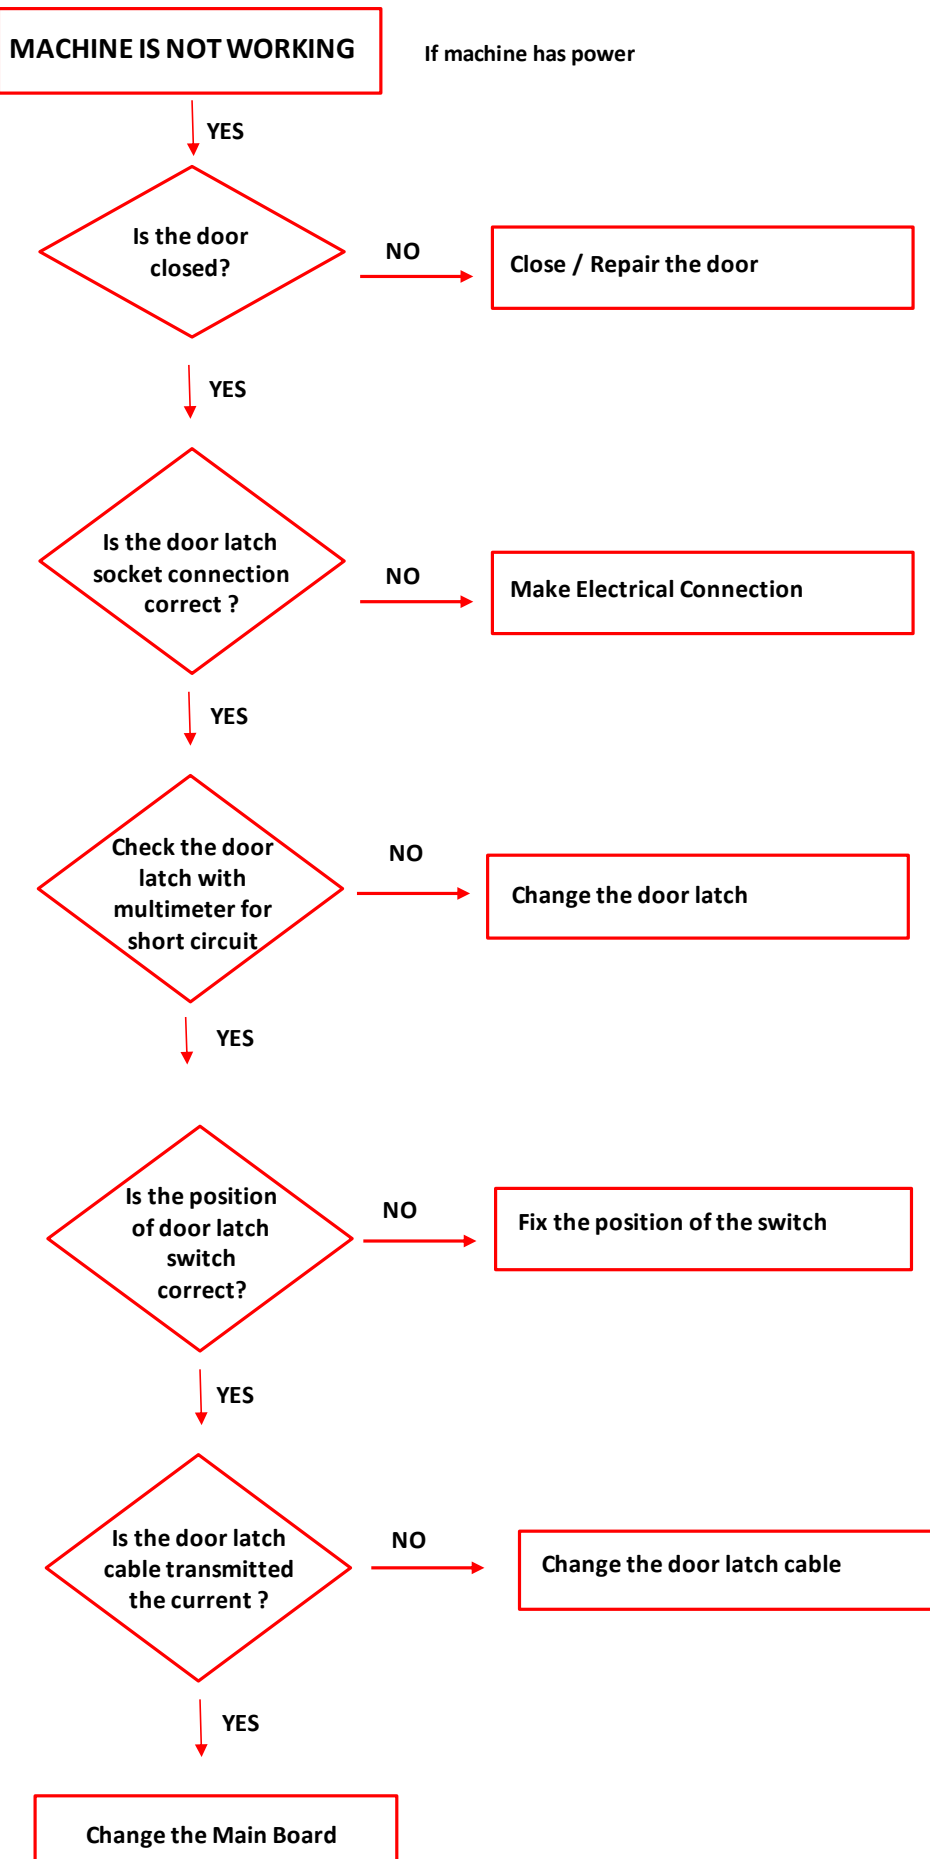 MACHINE IS NOT WORKING
If machine has power
YES
Is the door
closed?
NO
Close / Repair the door
YES
Is the door latch
socket connection
correct ?
NO
Make Electrical Connection
YES
Check the door
latch with
multimeter for
short circuit
NO
Change the door latch
YES
Is the position
of door latch
switch
correct?
NO
Fix the position of the switch
YES
Is the door latch
cable transmitted
the current ?
NO
Change the door latch cable
YES
Change the Main Board